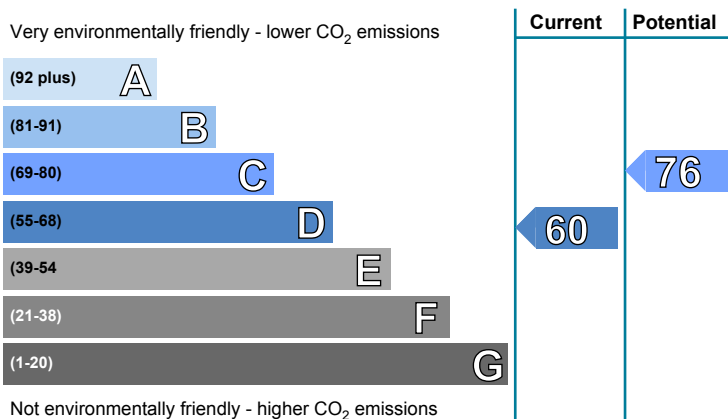 Very environmentally friendly - lower CO2 emissions
Current
Potential
(92 plus) A
(81-91) B
(69-80) C
76
(55-68) D
60
(39-54 E
(21-38) F
(1-20) G
Not environmentally friendly - higher CO2 emissions